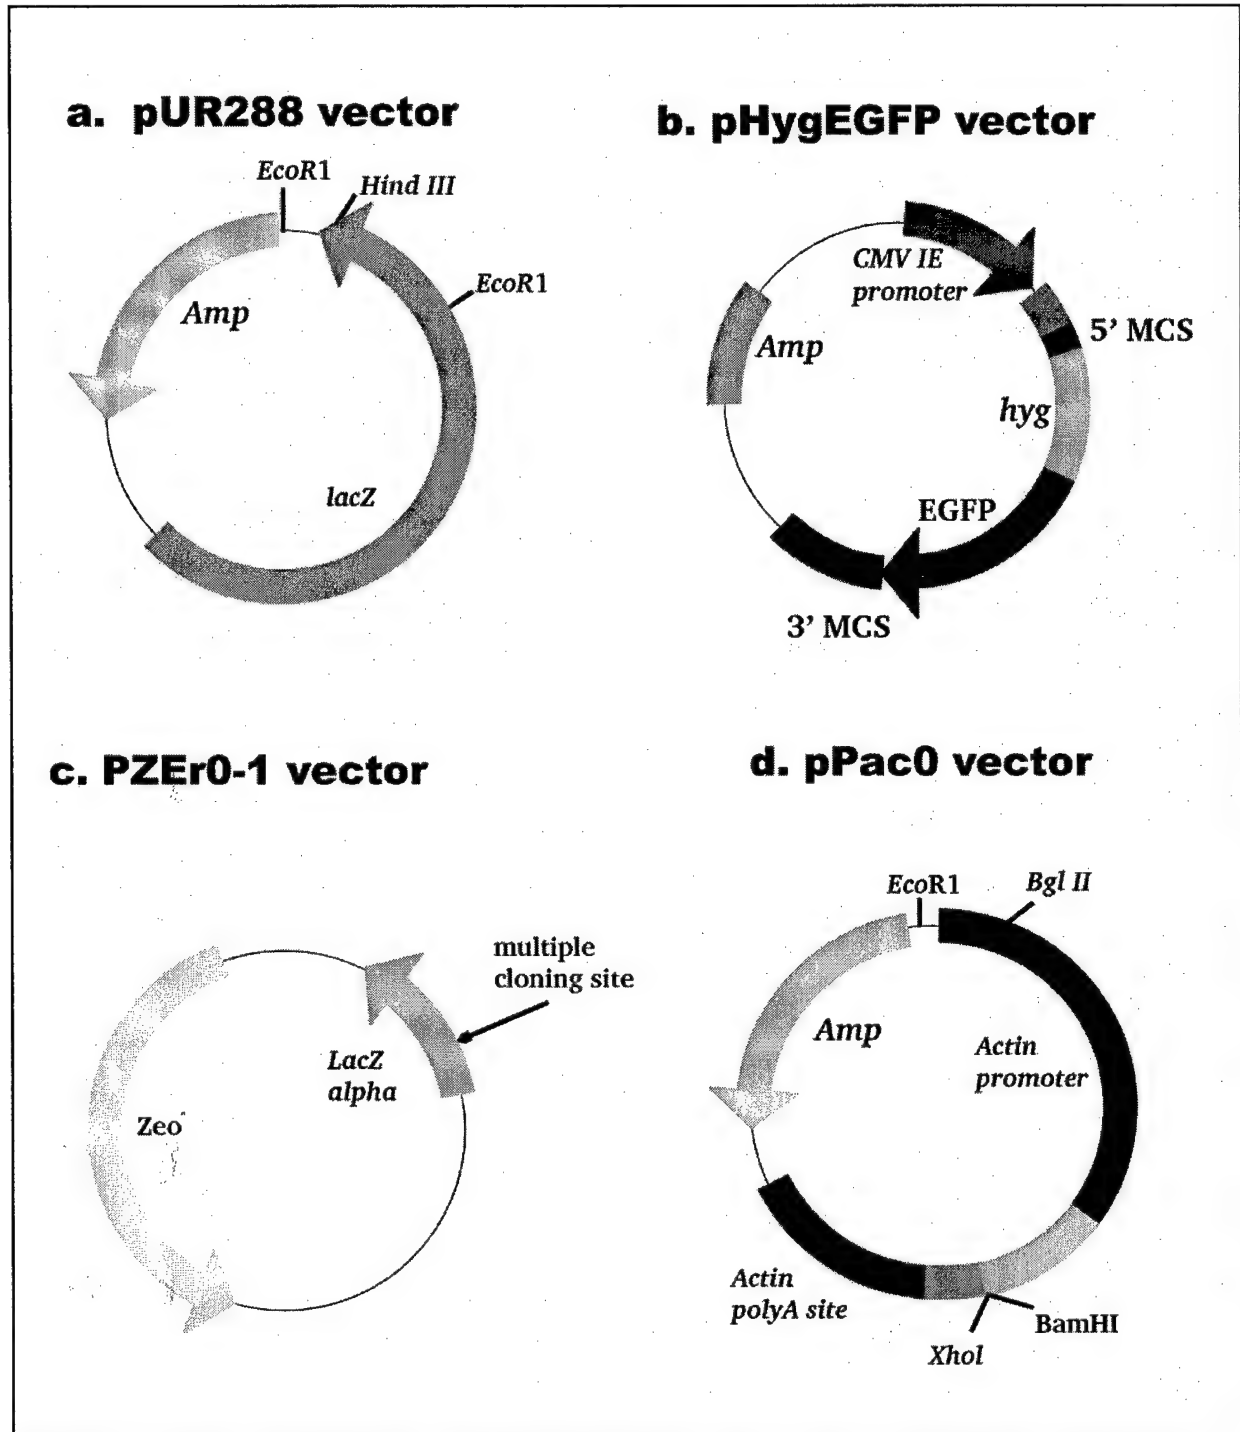 a. pUR288 vector
EcoR1
Hind III
EcoR1
Amp
lacZ
b. pHygEGFP vector
CMV IE
promoter
5' MCS
Amp
hyg
EGFP
3' MCS
c. PZEr0-1 vector
multiple
cloning site
LacZ
alpha
Zeo
d. pPac0 vector
EcoR1
Bgl II
Amp
Actin
promoter
Actin
polyA site
BamHI
Xhol